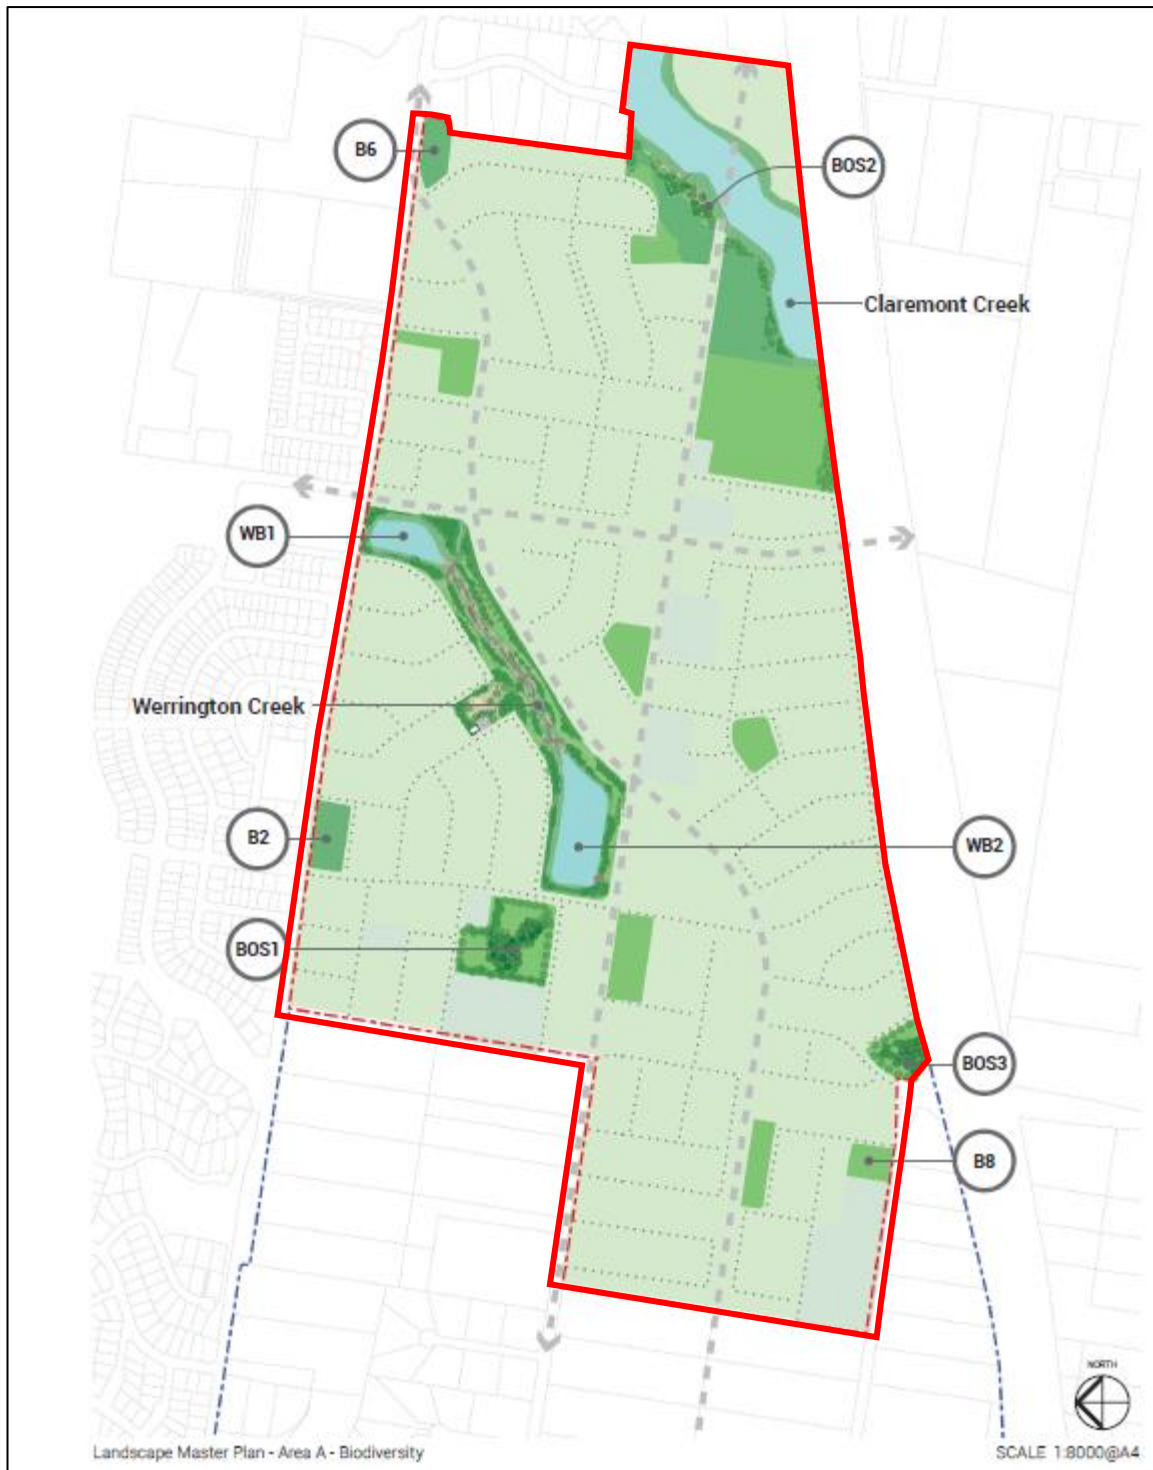 B6
BOS2
Claremont Creek
WB1
Werrington Creek
B2
WB2
BOS1
BOS3
B8
NORTH
Landscape Master Plan - Area A - Biodiversity
SCALE 1:8000@A4